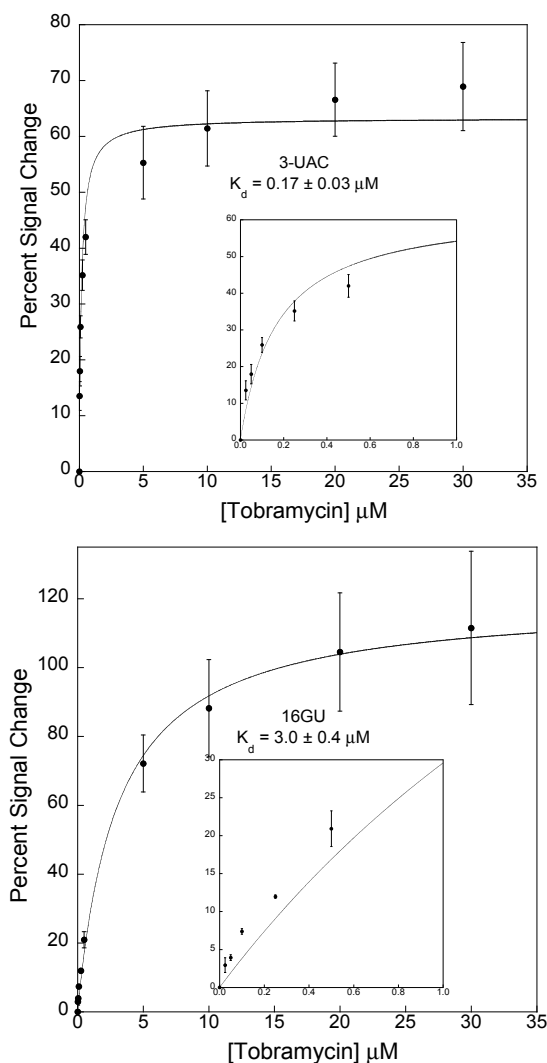 80
70
60
50
40
30
20
10
0
Percent Signal Change
3-UAC
K_d = 0.17 ± 0.03 μM
60
50
40
30
20
10
0
0.0 0.2 0.4 0.6 0.8 1.0
0 5 10 15 20 25 30 35
[Tobramycin] μM
120
100
80
60
40
20
0
Percent Signal Change
16GU
K_d = 3.0 ± 0.4 μM
30
25
20
15
10
5
0
0.0 0.2 0.4 0.6 0.8 1.0
0 5 10 15 20 25 30 35
[Tobramycin] μM